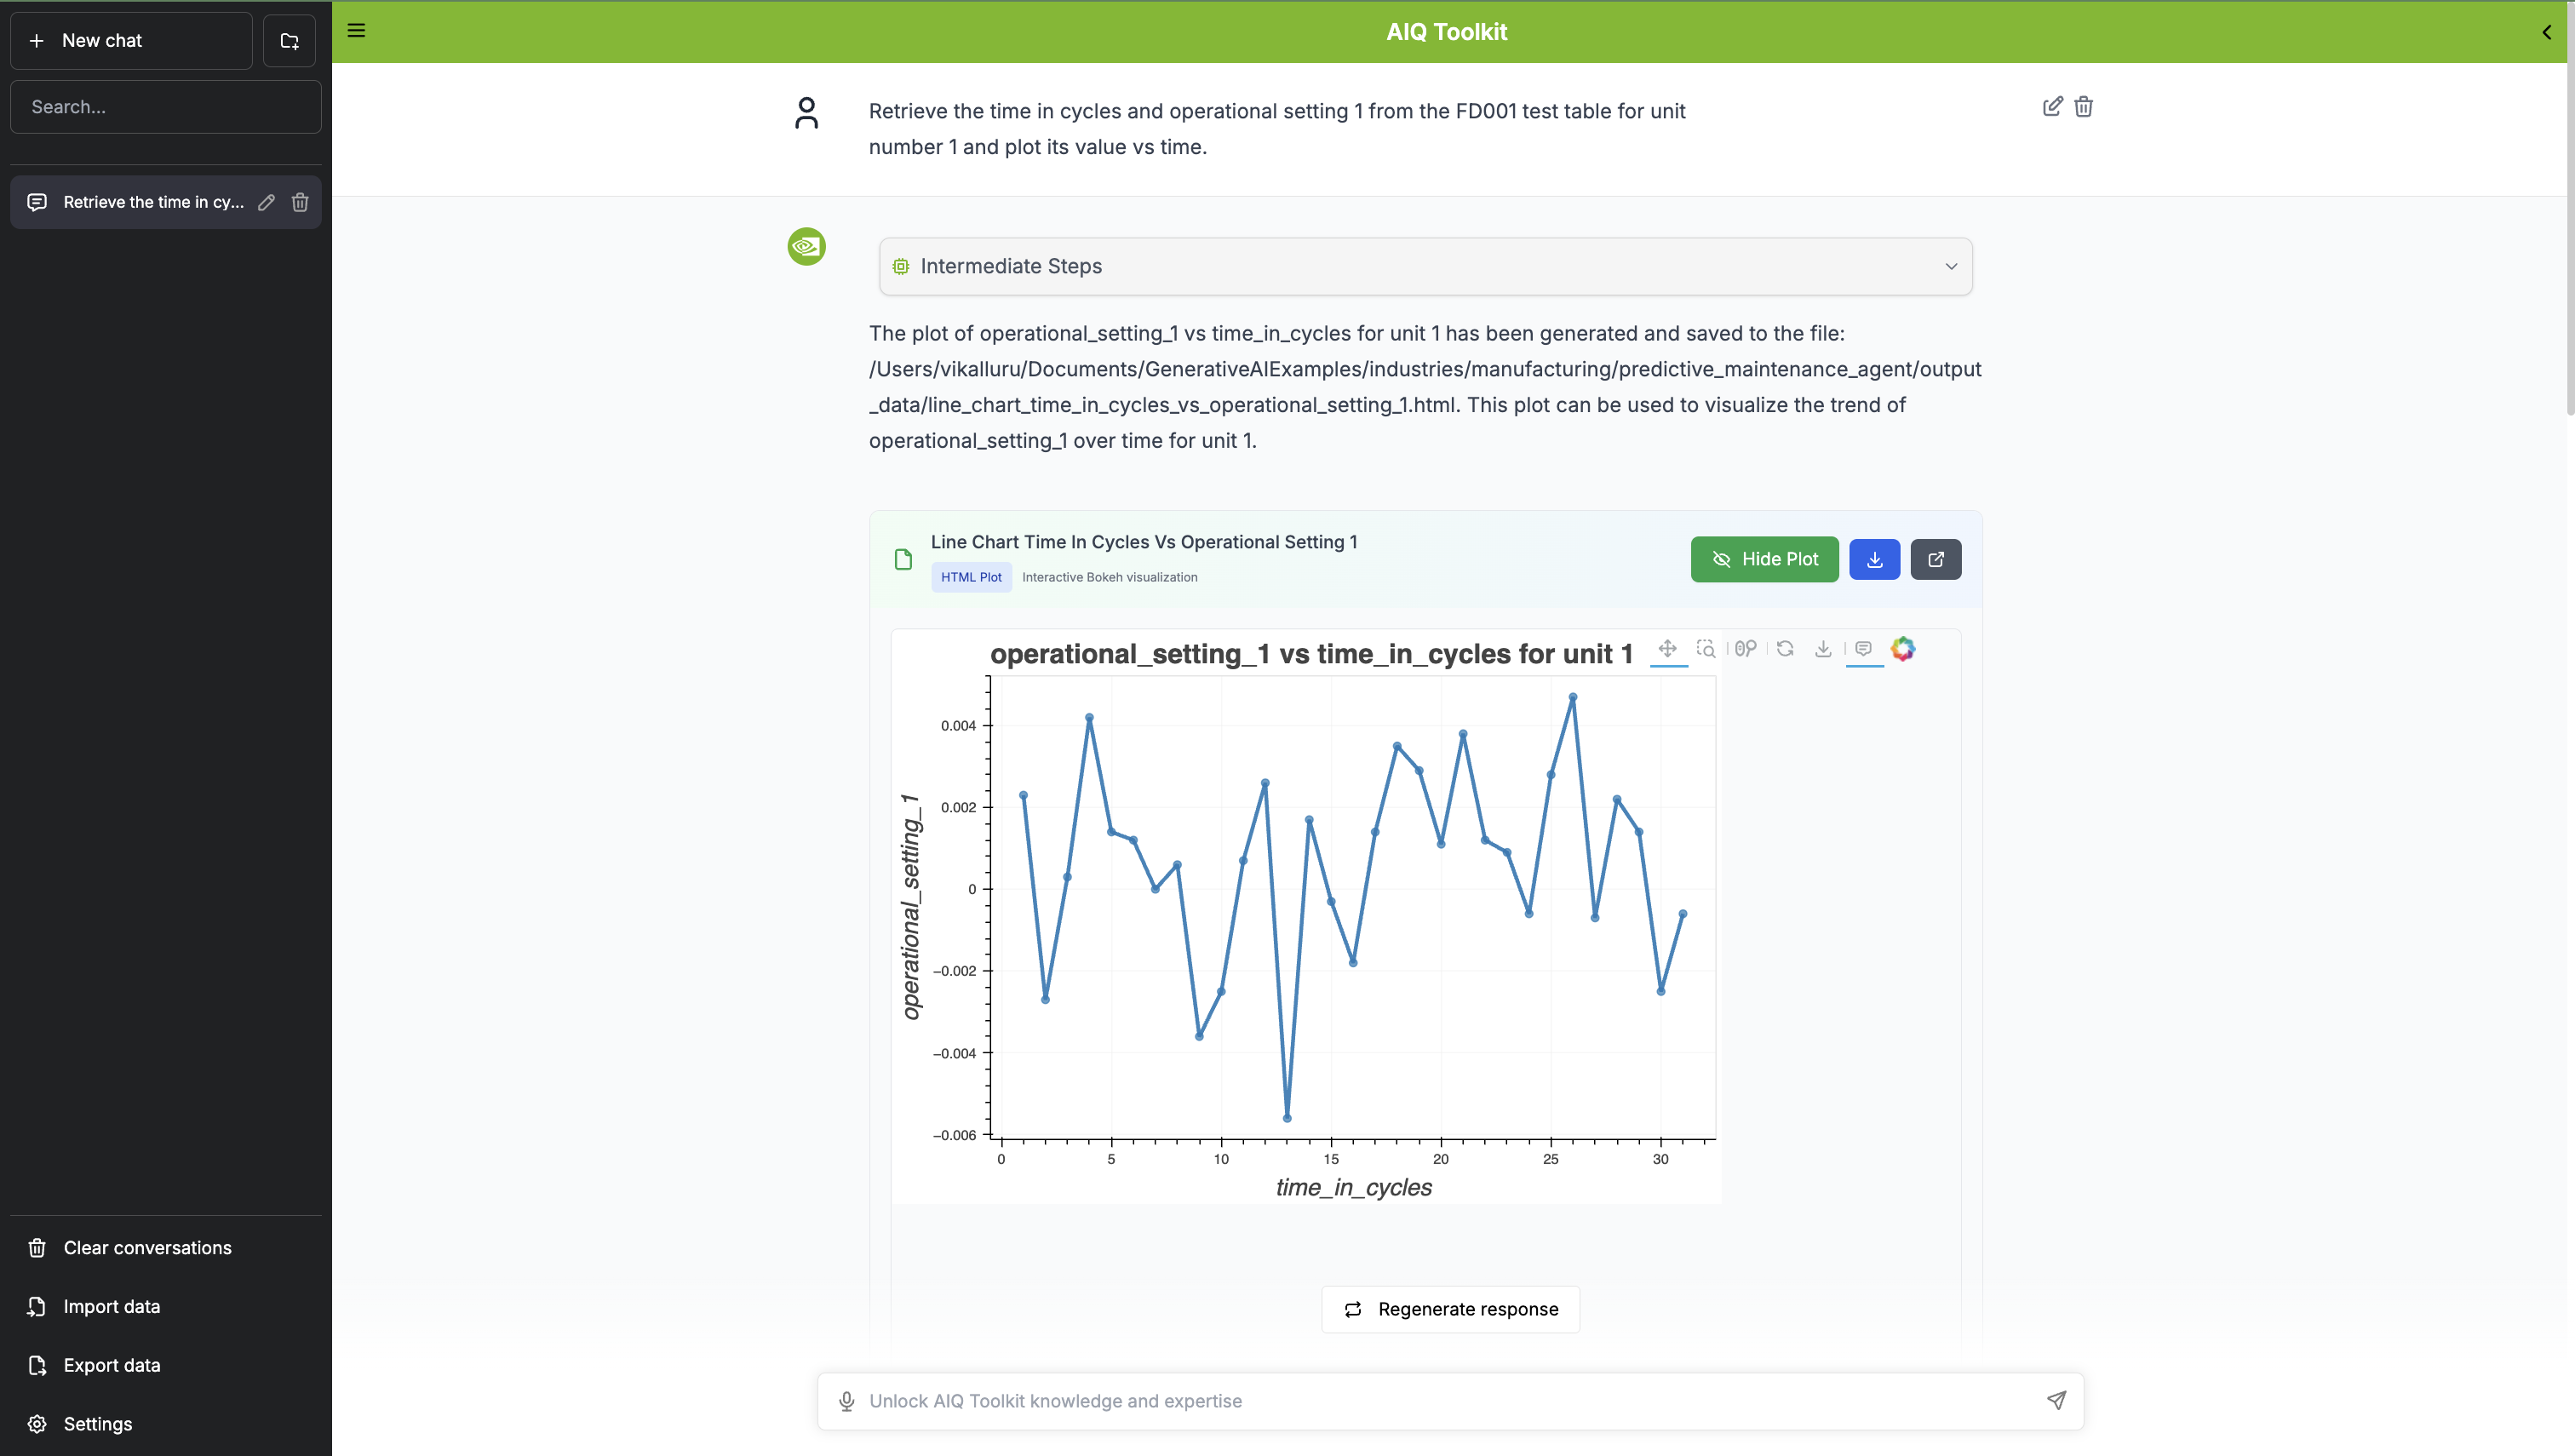 New chat
Search...
Retrieve the time in cy...
Clear conversations
Import data
Export data
Settings
AIQ Toolkit
Retrieve the time in cycles and operational setting 1 from the FD001 test table for unit
number 1 and plot its value vs time.
Intermediate Steps
The plot of operational_setting_1 vs time_in_cycles for unit 1 has been generated and saved to the file:
/Users/vikalluru/Documents/GenerativeAIExamples/industries/manufacturing/predictive_maintenance_agent/output
_data/line_chart_time_in_cycles_vs_operational_setting_1.html. This plot can be used to visualize the trend of
operational_setting_1 over time for unit 1.
Line Chart Time In Cycles Vs Operational Setting 1
HTML Plot Interactive Bokeh visualization
Hide Plot
operational_setting_1 vs time_in_cycles for unit 1
operational_setting_1
0.004
0.002
0
−0.002
−0.004
−0.006
0 5 10 15 20 25 30
time_in_cycles
Regenerate response
Unlock AIQ Toolkit knowledge and expertise